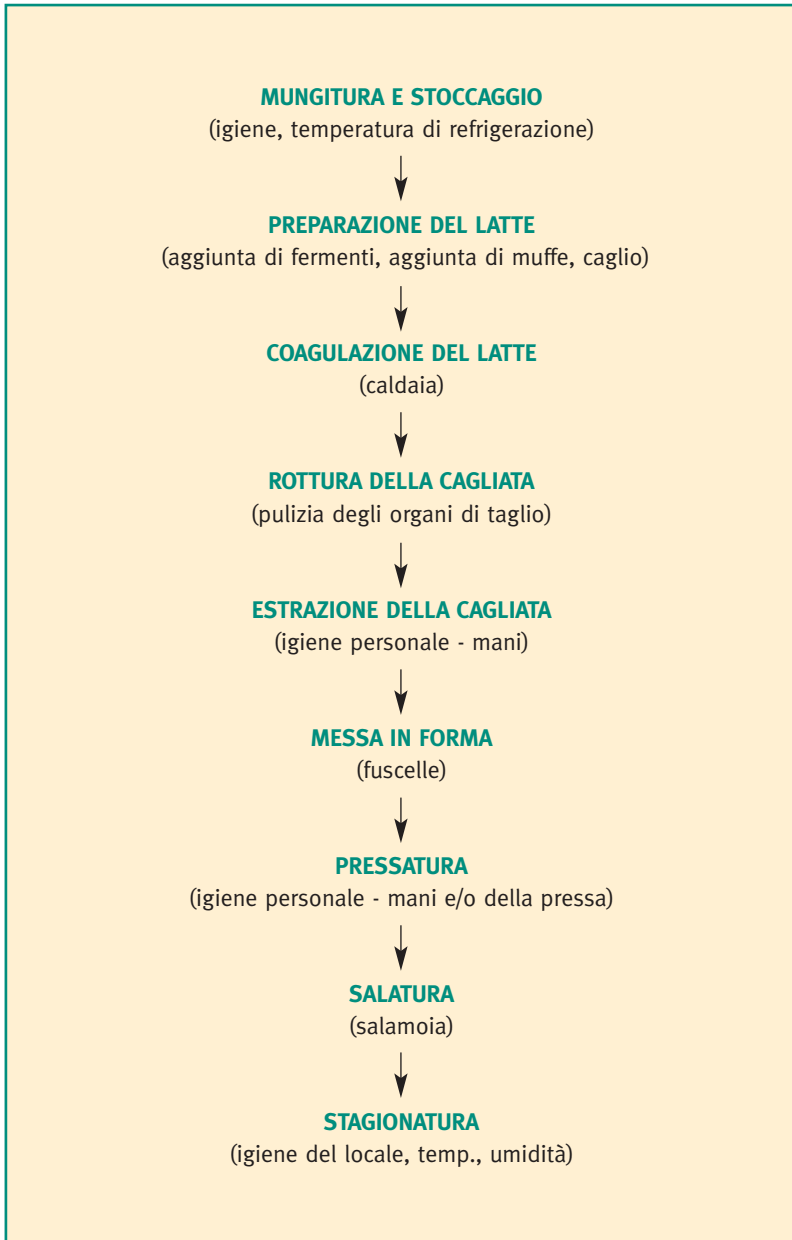 MUNGITURA E STOCCAGGIO
(igiene, temperatura di refrigerazione)
PREPARAZIONE DEL LATTE
(aggiunta di fermenti, aggiunta di muffe, caglio)
COAGULAZIONE DEL LATTE
(caldaia)
ROTTURA DELLA CAGLIATA
(pulizia degli organi di taglio)
ESTRAZIONE DELLA CAGLIATA
(igiene personale - mani)
MESSA IN FORMA
(fuscelle)
PRESSATURA
(igiene personale - mani e/o della pressa)
SALATURA
(salamoia)
STAGIONATURA
(igiene del locale, temp., umidità)